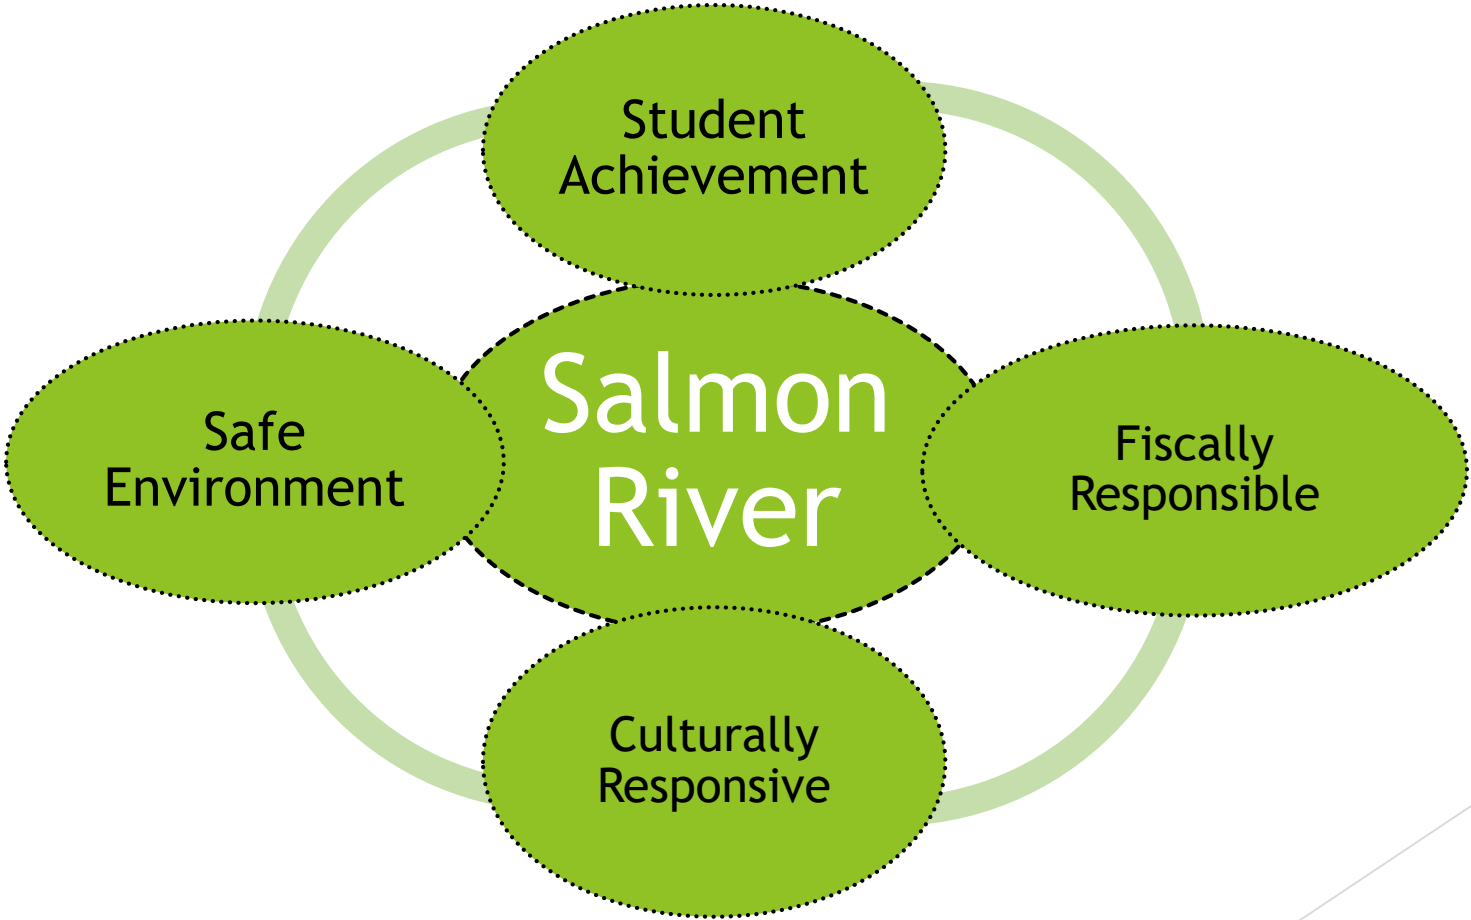 Student
Achievement
Salmon
River
Safe
Environment
Fiscally
Responsible
Culturally
Responsive